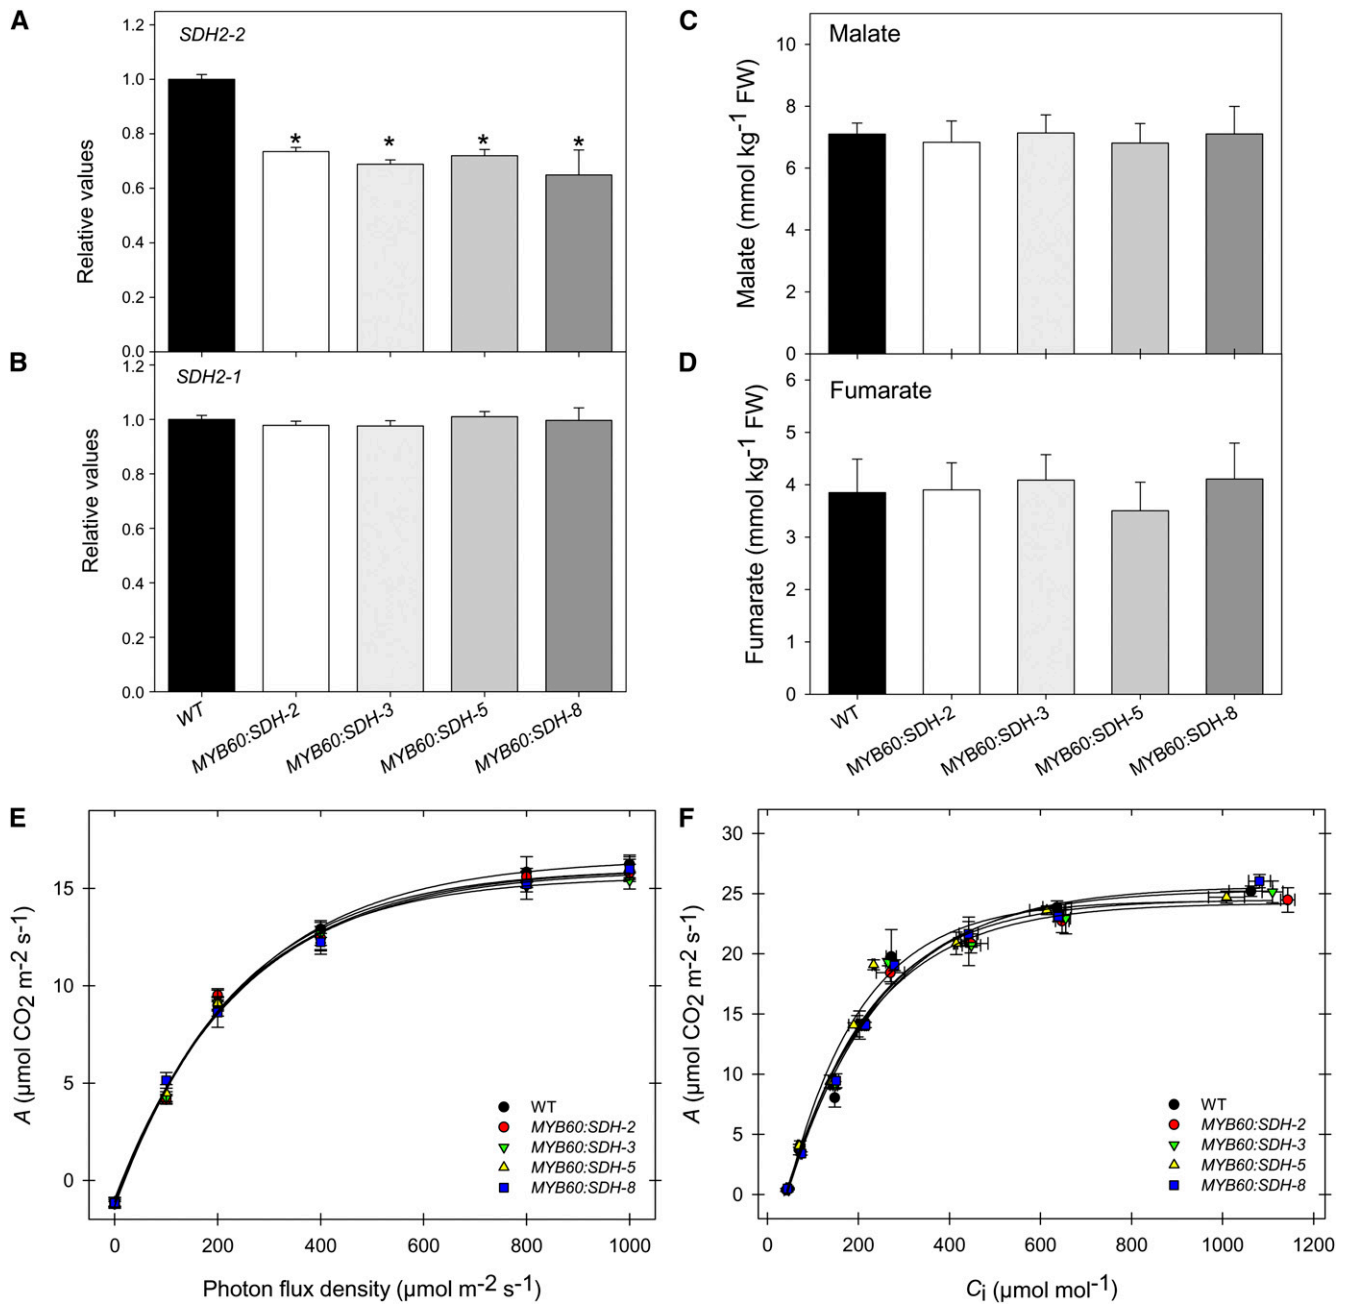 A
SDH2-2
1.2
1.0
0.8
0.6
0.4
0.2
0.0
Relative values
* * * *
B
SDH2-1
1.2
1.0
0.8
0.6
0.4
0.2
0.0
Relative values
WT
MYB60:SDH-2
MYB60:SDH-3
MYB60:SDH-5
MYB60:SDH-8
C
Malate
10
8
6
4
2
0
Malate (mmol kg-1 FW)
D
Fumarate
6
5
4
3
2
1
0
Fumarate (mmol kg-1 FW)
WT
MYB60:SDH-2
MYB60:SDH-3
MYB60:SDH-5
MYB60:SDH-8
E
15
10
5
0
A (µmol CO2 m-2 s-1)
WT
MYB60:SDH-2
MYB60:SDH-3
MYB60:SDH-5
MYB60:SDH-8
0 200 400 600 800 1000
Photon flux density (µmol m-2 s-1)
F
30
25
20
15
10
5
0
A (µmol CO2 m-2 s-1)
WT
MYB60:SDH-2
MYB60:SDH-3
MYB60:SDH-5
MYB60:SDH-8
0 200 400 600 800 1000 1200
Ci (µmol mol-1)